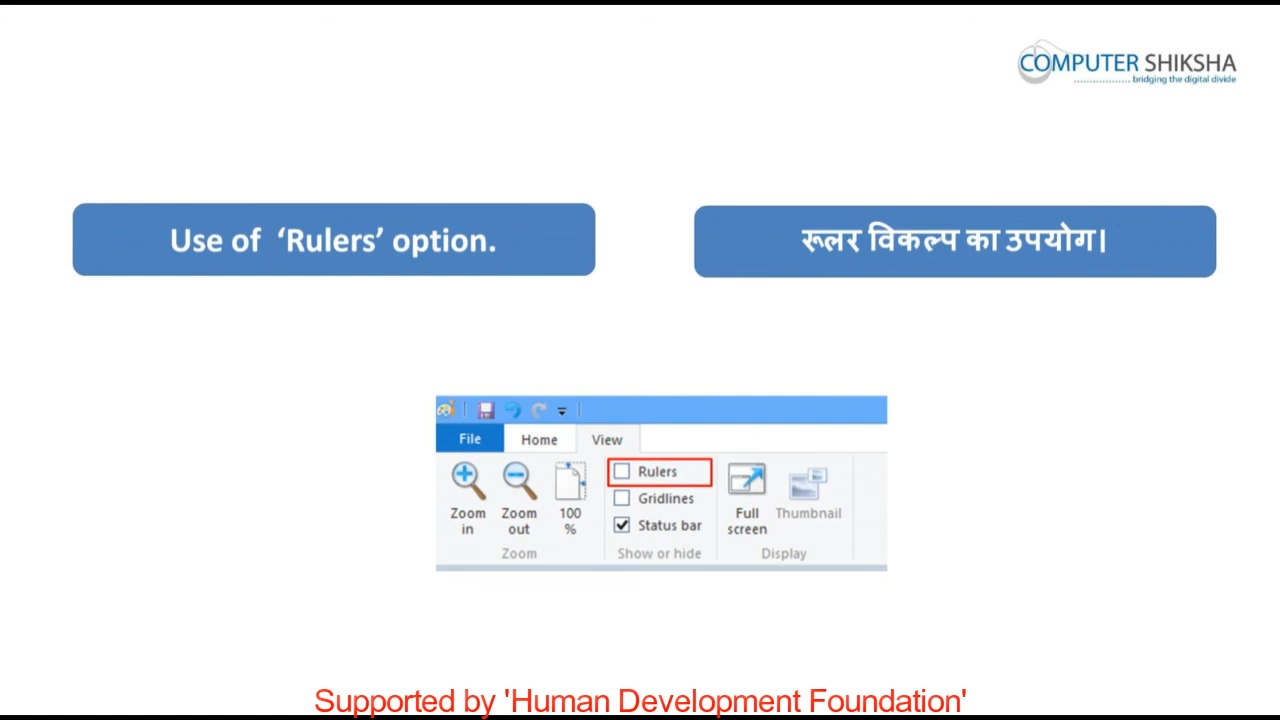 COMPUTER SHIKSHA
bridging the digital divide
Use of ‘Rulers’ option.
रूलर विकल्प का उपयोग।
File Home View
Rulers
Gridlines
Status bar
Zoom in
Zoom out
100 %
Full screen
Thumbnail
Zoom
Show or hide
Display
Supported by 'Human Development Foundation'